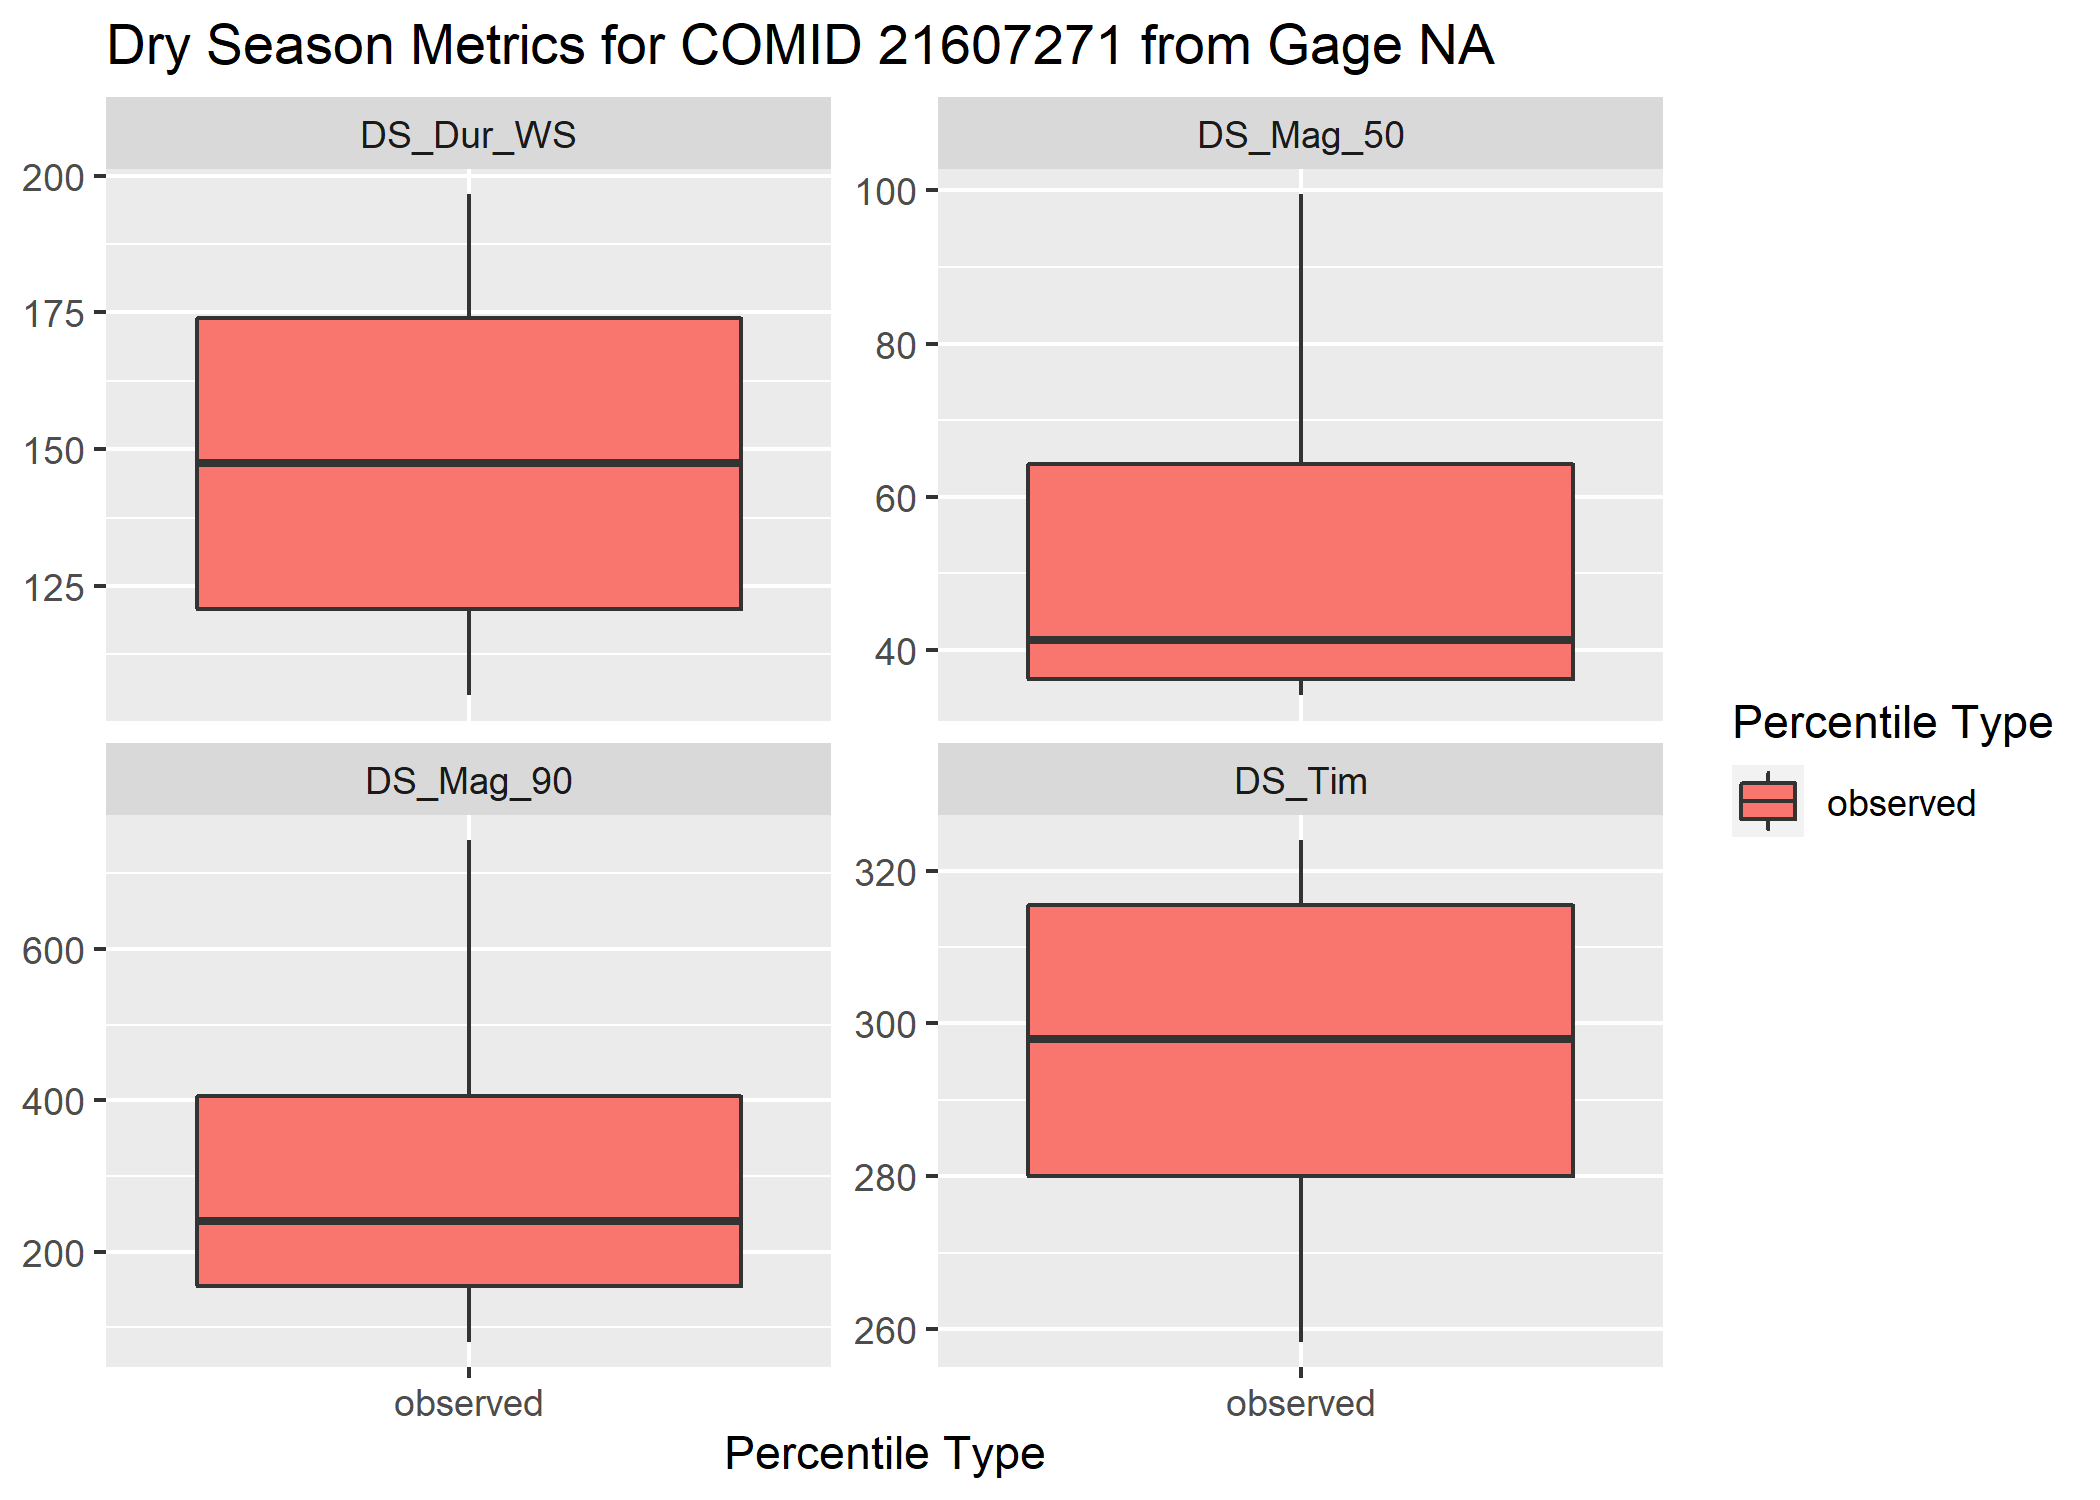 Dry Season Metrics for COMID 21607271 from Gage NA
DS_Dur_WS
200
175
150
125
DS_Mag_50
100
80
60
40
DS_Mag_90
600
400
200
observed
DS_Tim
320
300
280
260
observed
Percentile Type
Percentile Type
observed